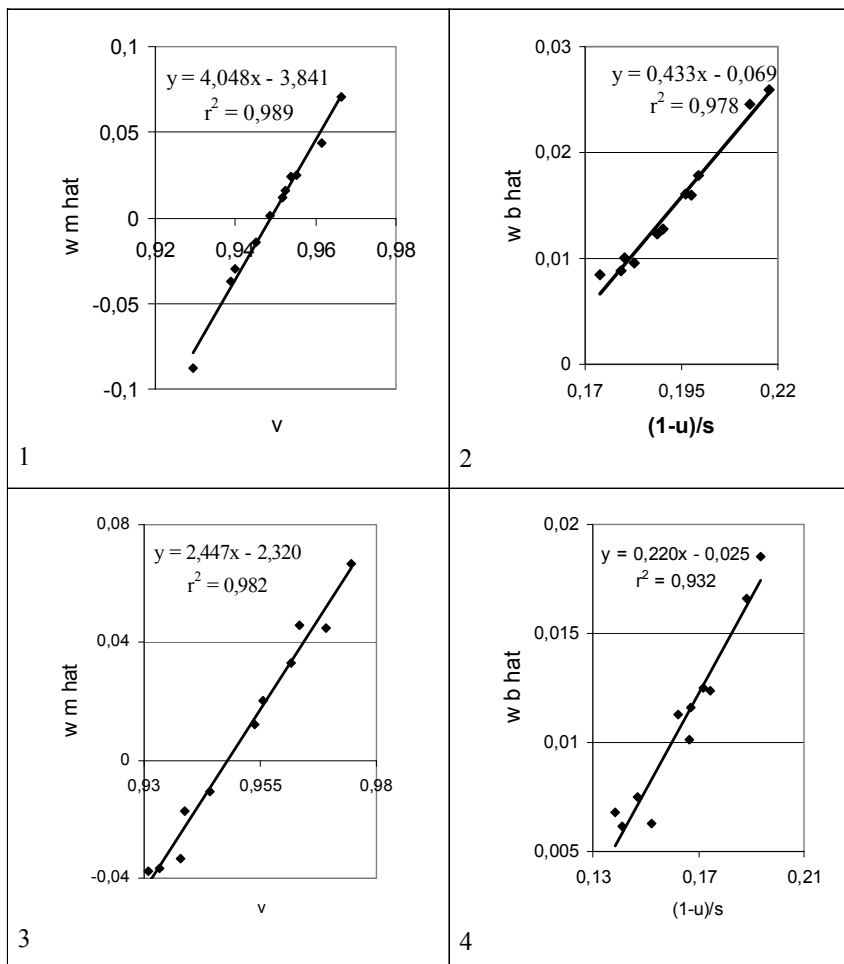 0,1
y = 4,048x - 3,841
r² = 0,989
0,05
w m hat
0
0,92
0,94
0,96
0,98
-0,05
-0,1
v
1
0,03
y = 0,433x - 0,069
r² = 0,978
0,02
w b hat
0,01
0
0,17
0,195
0,22
(1-u)/s
2
0,08
y = 2,447x - 2,320
r² = 0,982
0,04
w m hat
0
0,93
0,955
0,98
-0,04
v
3
0,02
y = 0,220x - 0,025
r² = 0,932
0,015
w b hat
0,01
0,005
0,13
0,17
0,21
(1-u)/s
4